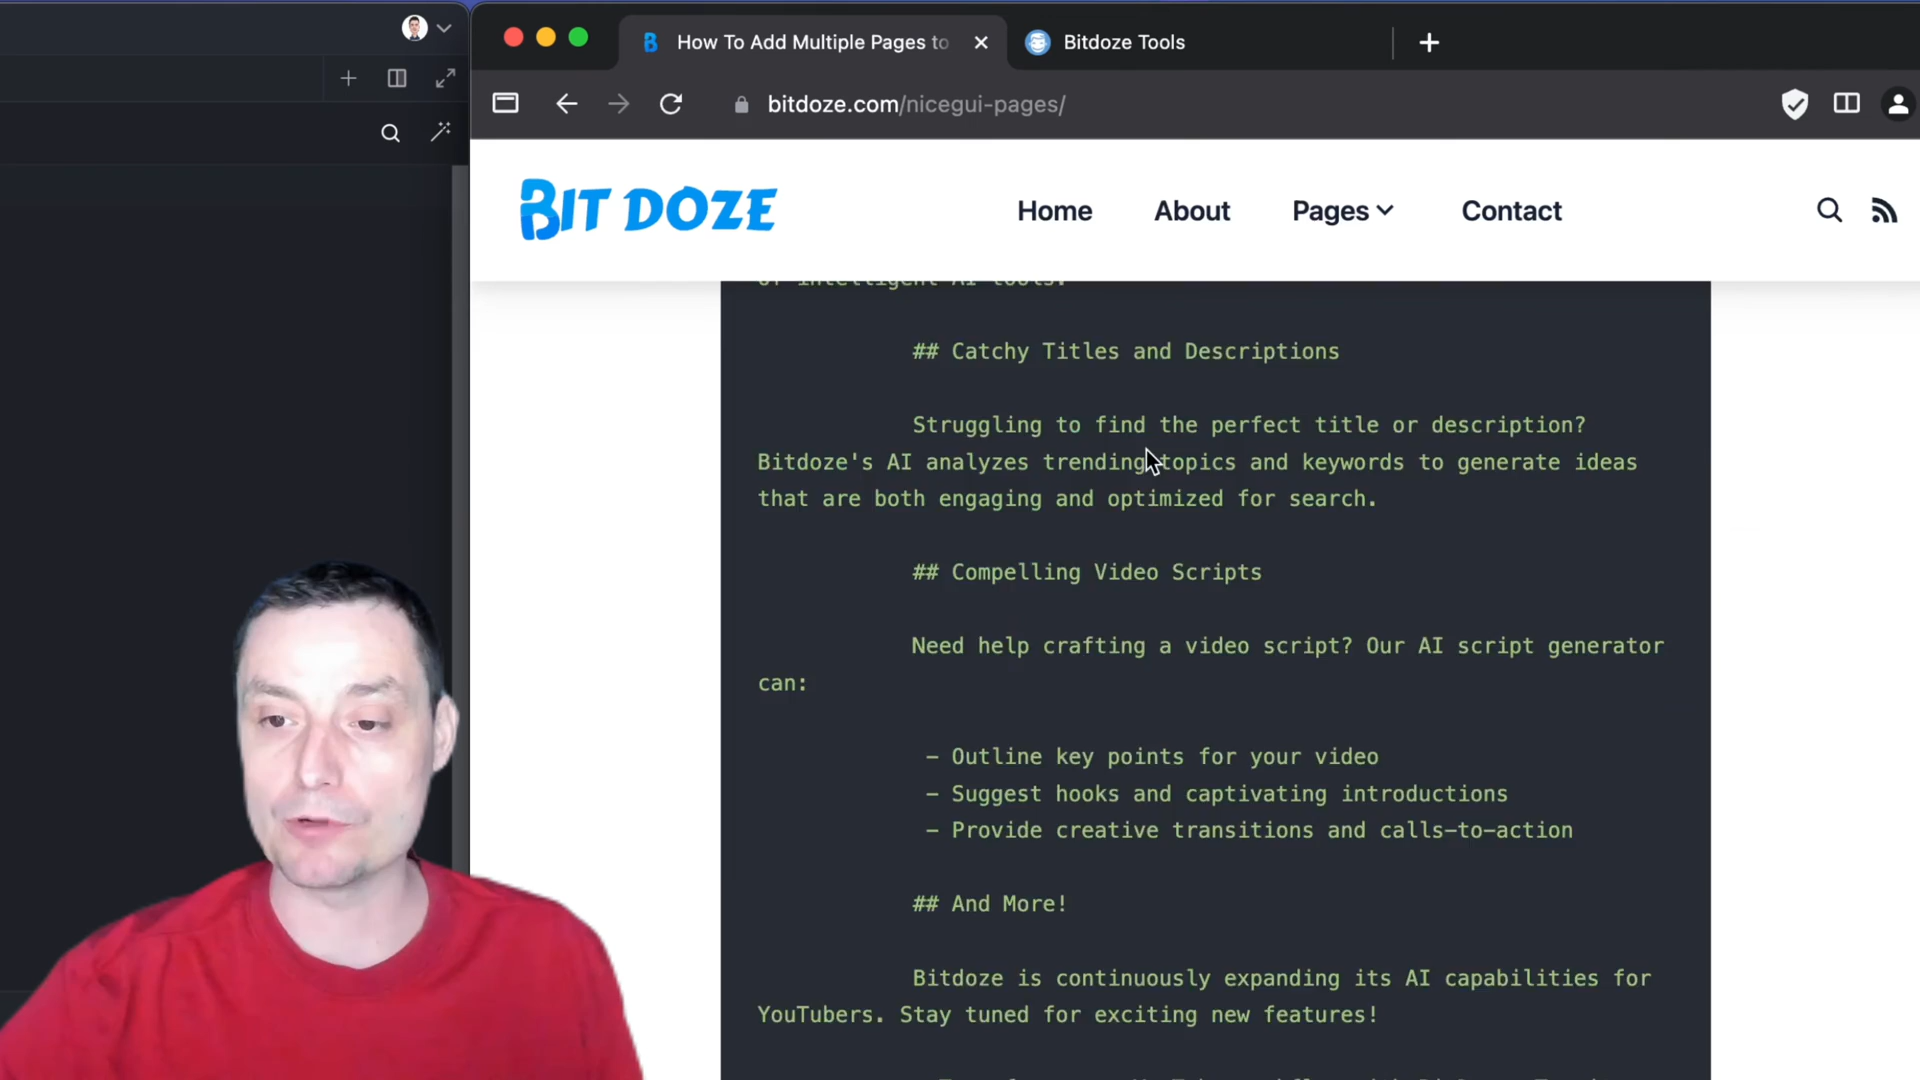 How To Add Multiple Pages to
Bitdoze Tools
bitdoze.com/nicegui-pages/
BIT DOZE
Home
About
Pages
Contact
of intelligent AI tools.
## Catchy Titles and Descriptions
Struggling to find the perfect title or description?
Bitdoze's AI analyzes trending topics and keywords to generate ideas
that are both engaging and optimized for search.
## Compelling Video Scripts
Need help crafting a video script? Our AI script generator
can:
- Outline key points for your video
- Suggest hooks and captivating introductions
- Provide creative transitions and calls-to-action
## And More!
Bitdoze is continuously expanding its AI capabilities for
YouTubers. Stay tuned for exciting new features!